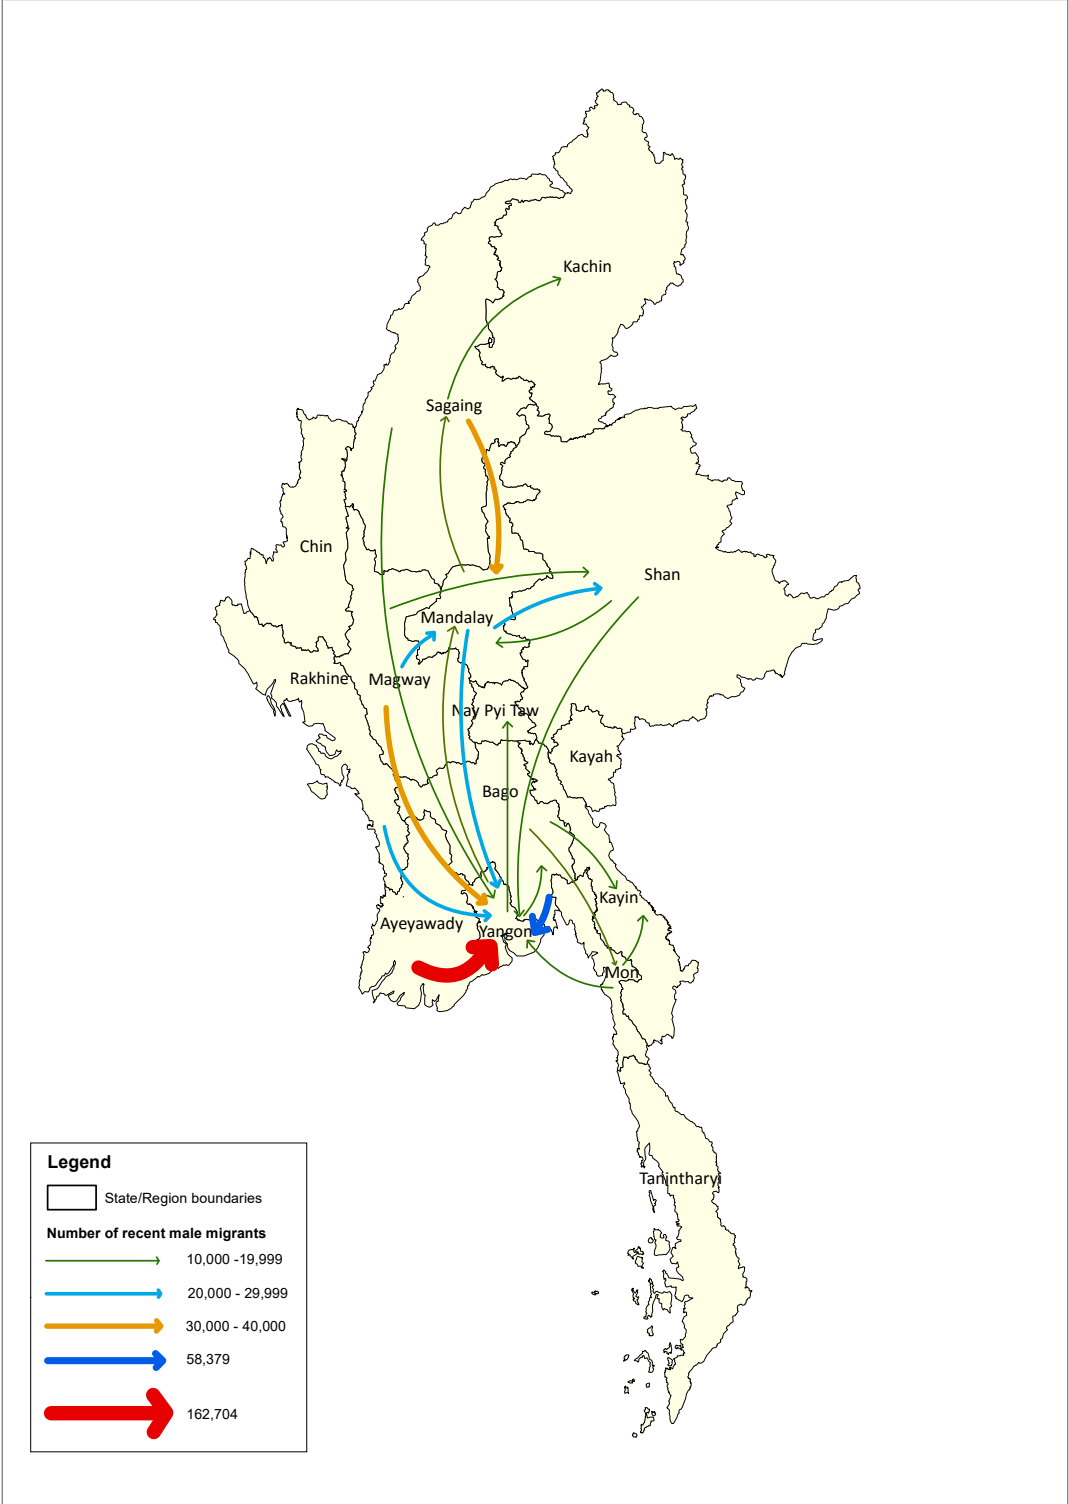 Kachin
Sagaing
Chin
Shan
Mandalay
Rakhine
Magway
Nay Pyi Taw
Kayah
Bago
Kayin
Ayeyawady
Yangon
Mon
Tanintharyi
Legend
State/Region boundaries
Number of recent male migrants
10,000 -19,999
20,000 - 29,999
30,000 - 40,000
58,379
162,704